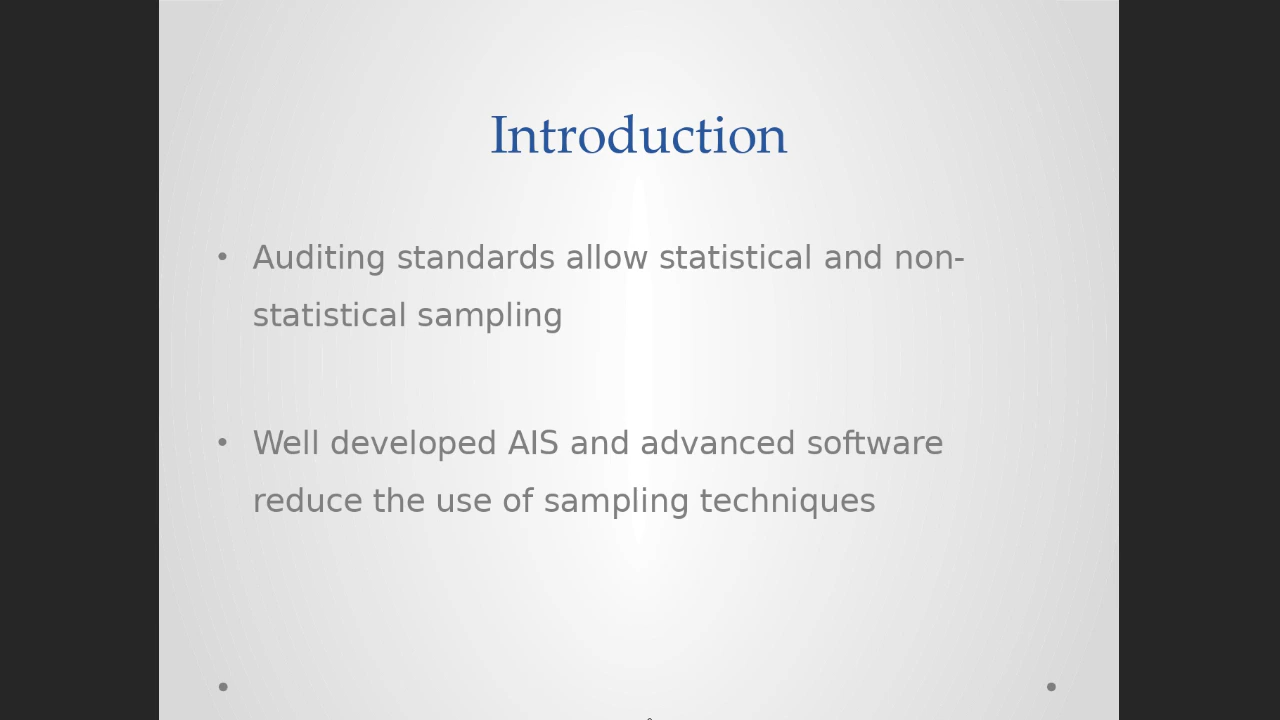 Introduction
• Auditing standards allow statistical and non-
statistical sampling
• Well developed AIS and advanced software
reduce the use of sampling techniques